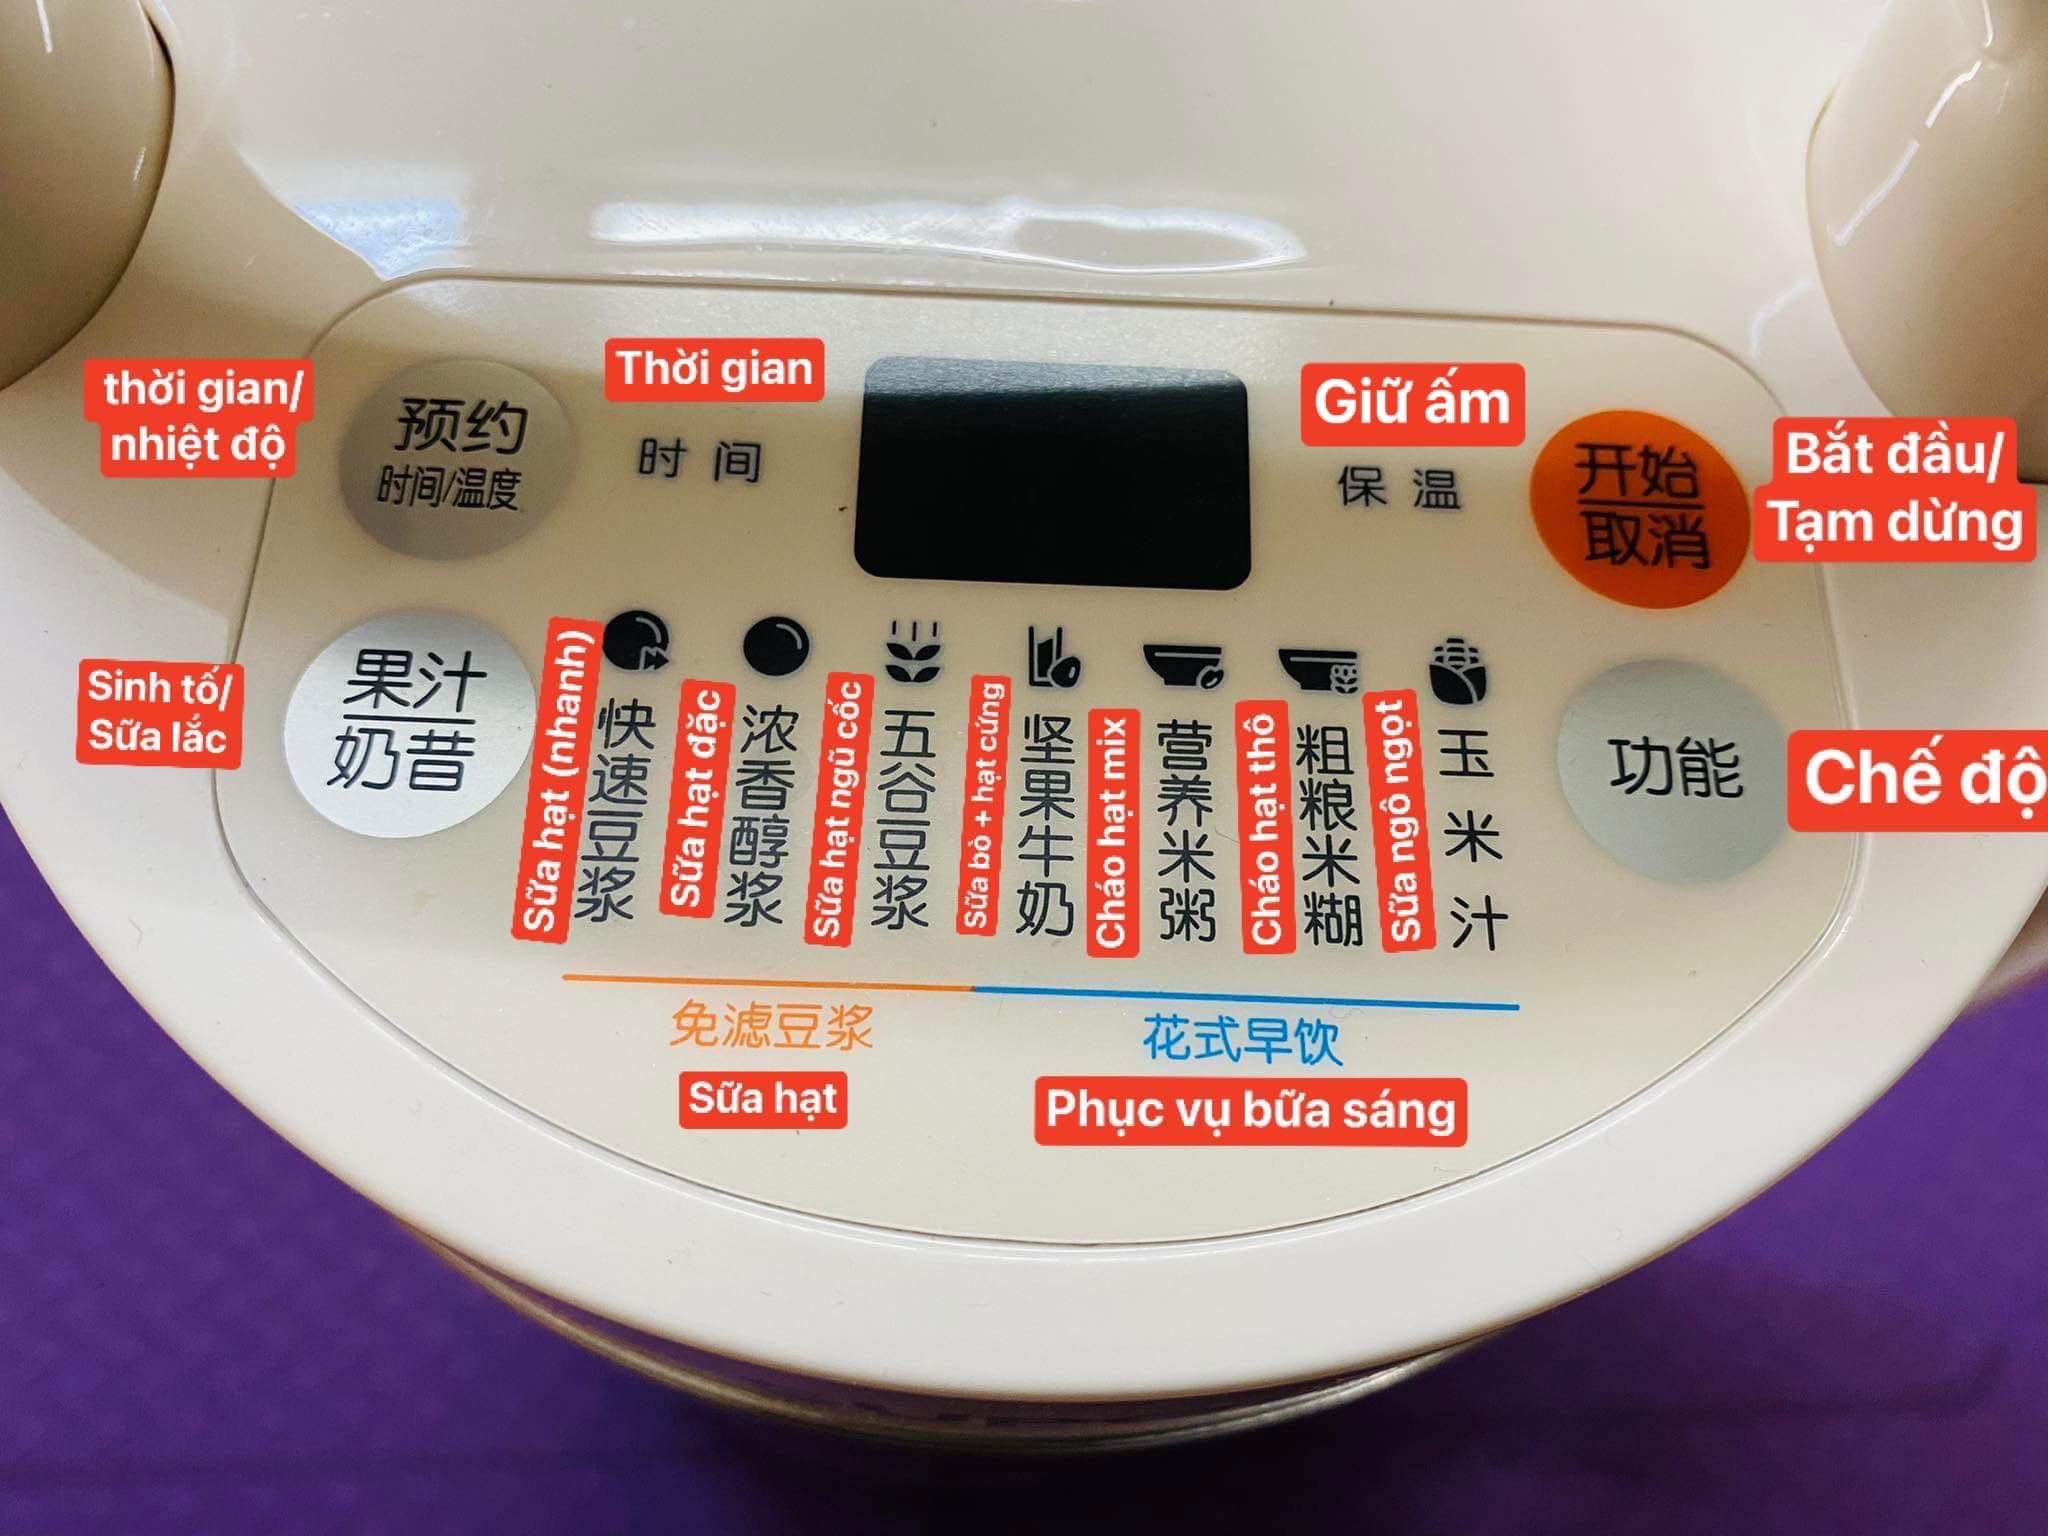 thời gian/
nhiệt độ
预约
时间/温度
Thời gian
时间
Giữ ấm
保温
开始
取消
Bắt đầu/
Tạm dừng
Sinh tố/
Sữa lắc
果汁
奶昔
Sữa hạt (nhanh)
快速豆浆
Sữa hạt đặc
浓香醇浆
Sữa hạt ngũ cốc
五谷豆浆
Sữa bò + hạt cứng
坚果牛奶
Cháo hạt mix
营养米粥
Cháo hạt thô
粗粮米糊
Sữa ngô ngọt
玉米汁
功能
Chế độ
免滤豆浆
Sữa hạt
花式早饮
Phục vụ bữa sáng